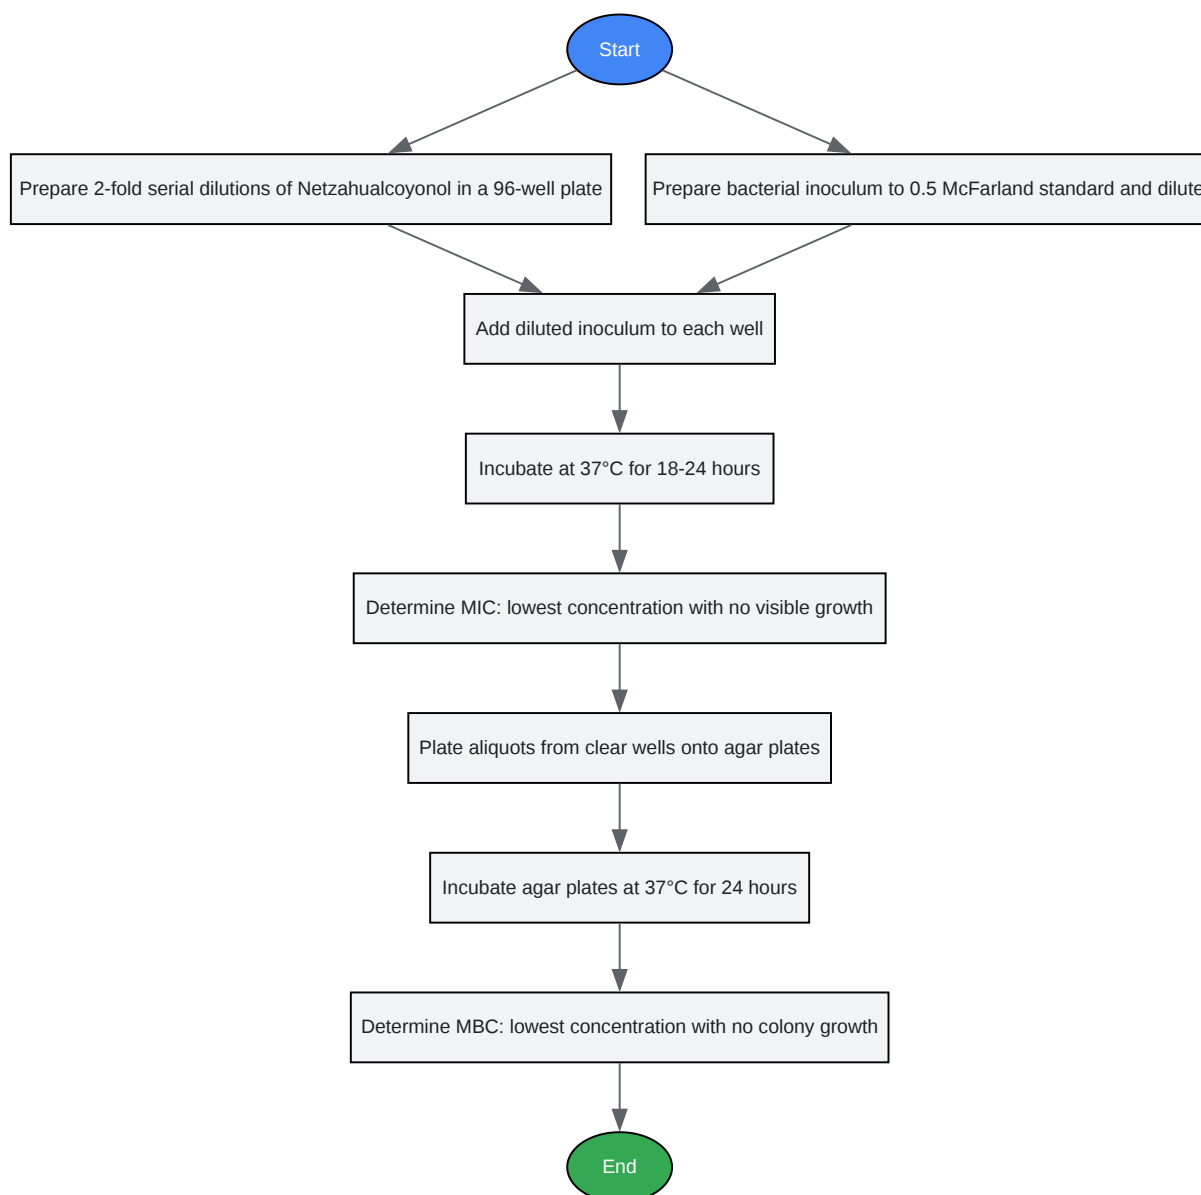 Start
Prepare 2-fold serial dilutions of Netzahualcoyonol in a 96-well plate
Prepare bacterial inoculum to 0.5 McFarland standard and dilute
Add diluted inoculum to each well
Incubate at 37°C for 18-24 hours
Determine MIC: lowest concentration with no visible growth
Plate aliquots from clear wells onto agar plates
Incubate agar plates at 37°C for 24 hours
Determine MBC: lowest concentration with no colony growth
End